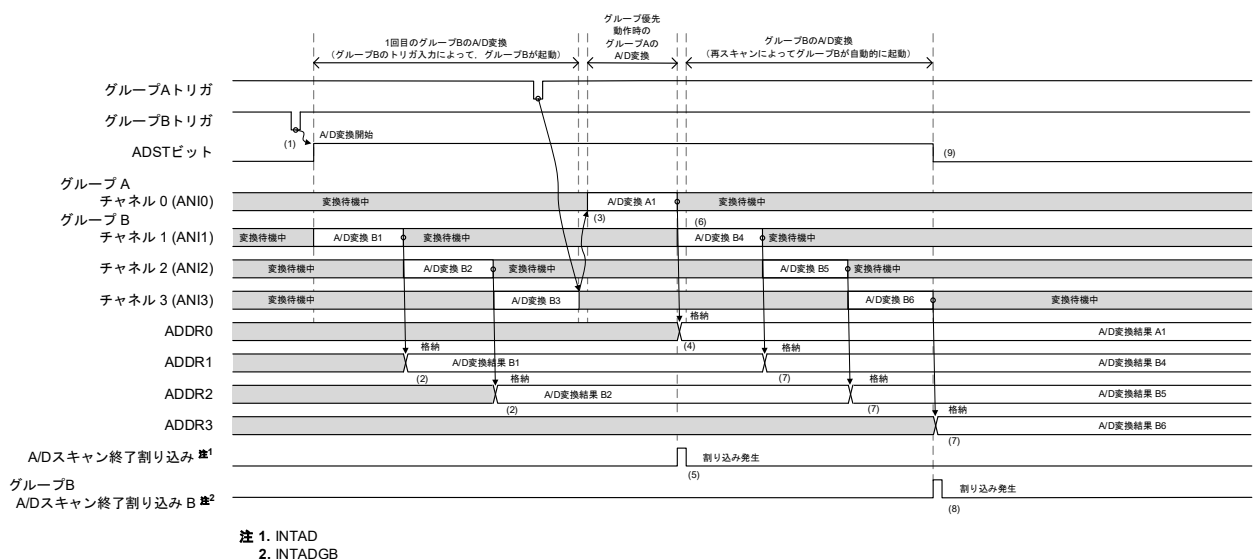 1回目のグループBのA/D変換
(グループBのトリガ入力によって，グループBが起動)
グループ優先
動作時の
グループAの
A/D変換
グループBのA/D変換
(再スキャンによってグループBが自動的に起動)
グループAトリガ
グループBトリガ
(1)
A/D変換開始
ADSTビット
(9)
グループ A
チャネル 0 (ANI0)
変換待機中
A/D変換 A1
変換待機中
(3)
(6)
グループ B
チャネル 1 (ANI1)
変換待機中
A/D変換 B1
変換待機中
A/D変換 B4
変換待機中
チャネル 2 (ANI2)
変換待機中
A/D変換 B2
変換待機中
A/D変換 B5
変換待機中
チャネル 3 (ANI3)
変換待機中
A/D変換 B3
A/D変換 B6
変換待機中
ADDR0
格納
A/D変換結果 A1
(4)
ADDR1
格納
A/D変換結果 B1
格納
A/D変換結果 B4
(2)
(7)
ADDR2
格納
A/D変換結果 B2
格納
A/D変換結果 B5
(2)
(7)
ADDR3
格納
A/D変換結果 B6
(7)
A/Dスキャン終了割り込み 注1
割り込み発生
(5)
グループB
A/Dスキャン終了割り込み B 注2
割り込み発生
(8)
注 1. INTAD
2. INTADGB